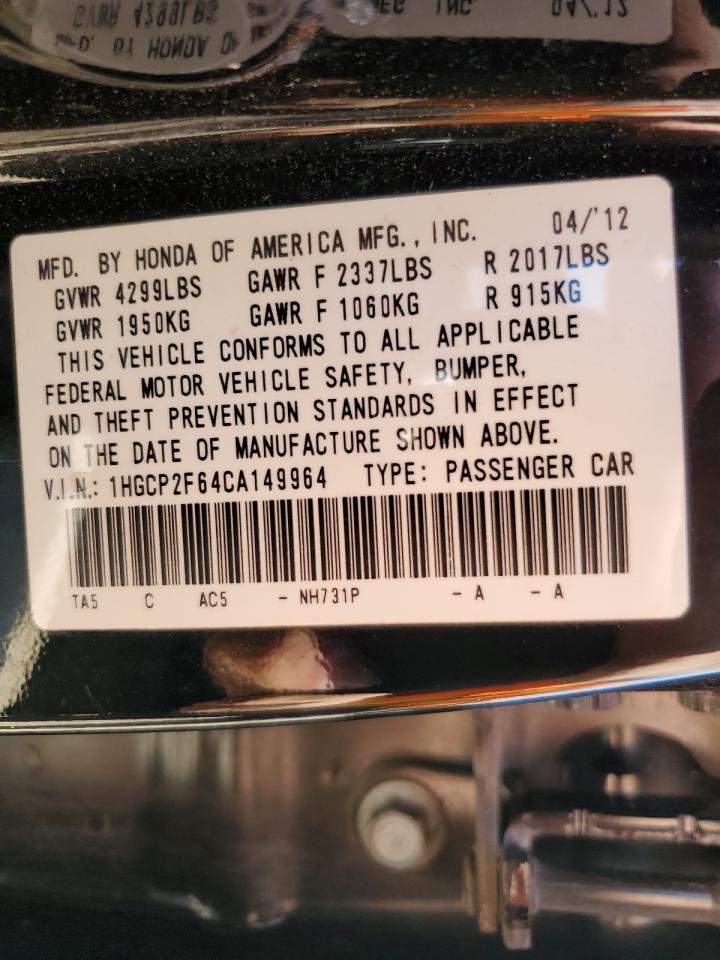 MFD. BY HONDA OF AMERICA MFG., INC. 04/'12
GVWR 4299LBS GAWR F 2337LBS R 2017LBS
GVWR 1950KG GAWR F 1060KG R 915KG
THIS VEHICLE CONFORMS TO ALL APPLICABLE
FEDERAL MOTOR VEHICLE SAFETY, BUMPER,
AND THEFT PREVENTION STANDARDS IN EFFECT
ON THE DATE OF MANUFACTURE SHOWN ABOVE.
V.I.N.: 1HGCP2F64CA149964 TYPE: PASSENGER CAR
TA5 C AC5 - NH731P - A - A